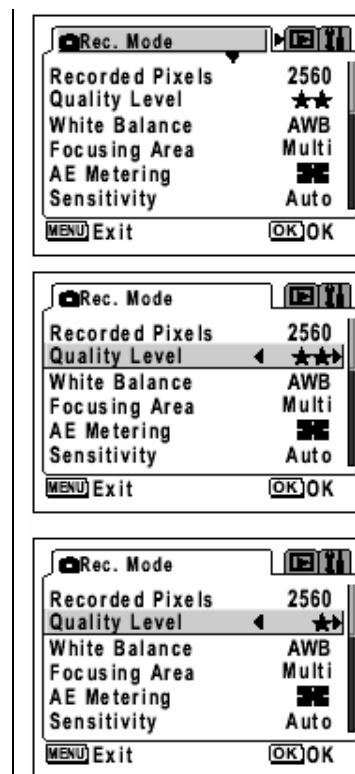 Rec. Mode
Recorded Pixels 2560
Quality Level ★★
White Balance AWB
Focusing Area Multi
AE Metering
Sensitivity Auto
MENU Exit OK OK
Rec. Mode
Recorded Pixels 2560
Quality Level ★★
White Balance AWB
Focusing Area Multi
AE Metering
Sensitivity Auto
MENU Exit OK OK
Rec. Mode
Recorded Pixels 2560
Quality Level ★
White Balance AWB
Focusing Area Multi
AE Metering
Sensitivity Auto
MENU Exit OK OK